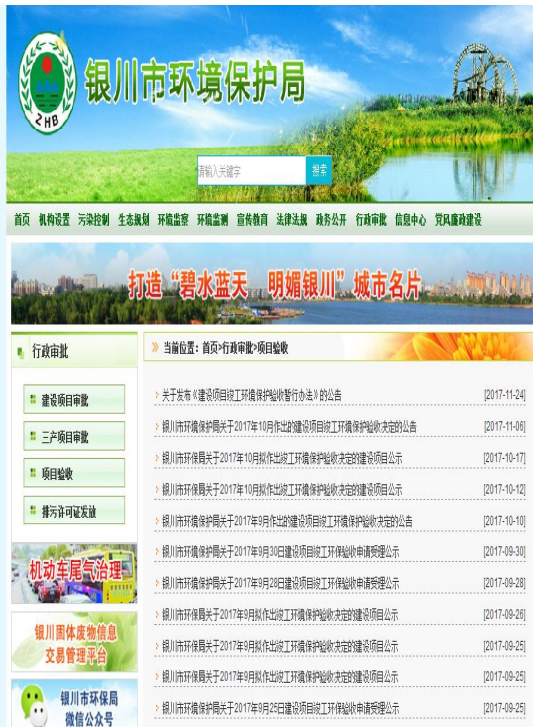 银川市环境保护局
ZHB
请输入关键字 搜索
首页 机构设置 污染控制 生态规划 环境监察 环境监测 宣传教育 法律法规 政务公开 行政审批 信息中心 党风廉政建设
打造“碧水蓝天 明媚银川”城市名片
行政审批
建设项目审批
三产项目审批
项目验收
排污许可证发放
机动车尾气治理
银川固体废物信息
交易管理平台
银川市环保局
微信公众号
当前位置：首页>行政审批>项目验收
关于发布《建设项目竣工环境保护验收暂行办法》的公告 [2017-11-24]
银川市环境保护局关于2017年10月作出的建设项目竣工环境保护验收决定的公告 [2017-11-06]
银川市环保局关于2017年10月拟作出竣工环境保护验收决定的建设项目公示 [2017-10-17]
银川市环保局关于2017年10月拟作出竣工环境保护验收决定的建设项目公示 [2017-10-12]
银川市环境保护局关于2017年9月作出的建设项目竣工环境保护验收决定的公告 [2017-10-10]
银川市环境保护局关于2017年9月30日建设项目竣工环保验收申请受理公示 [2017-09-30]
银川市环境保护局关于2017年9月28日建设项目竣工环保验收申请受理公示 [2017-09-28]
银川市环保局关于2017年9月拟作出竣工环境保护验收决定的建设项目公示 [2017-09-26]
银川市环保局关于2017年9月拟作出竣工环境保护验收决定的建设项目公示 [2017-09-25]
银川市环保局关于2017年9月拟作出竣工环境保护验收决定的建设项目公示 [2017-09-25]
银川市环境保护局关于2017年9月25日建设项目竣工环保验收申请受理公示 [2017-09-25]